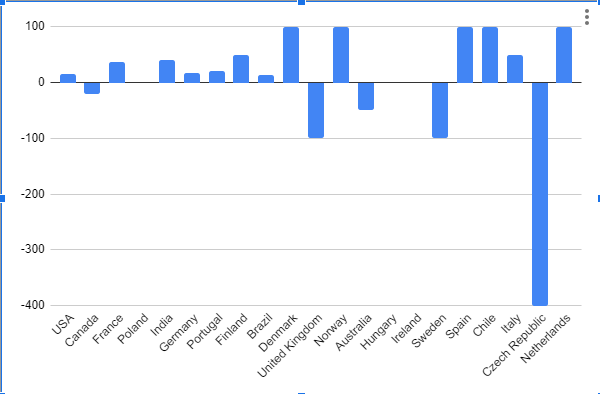 100
0
-100
-200
-300
-400
USA
Canada
France
Poland
India
Germany
Portugal
Finland
Brazil
Denmark
United Kingdom
Norway
Australia
Hungary
Ireland
Sweden
Spain
Chile
Italy
Czech Republic
Netherlands